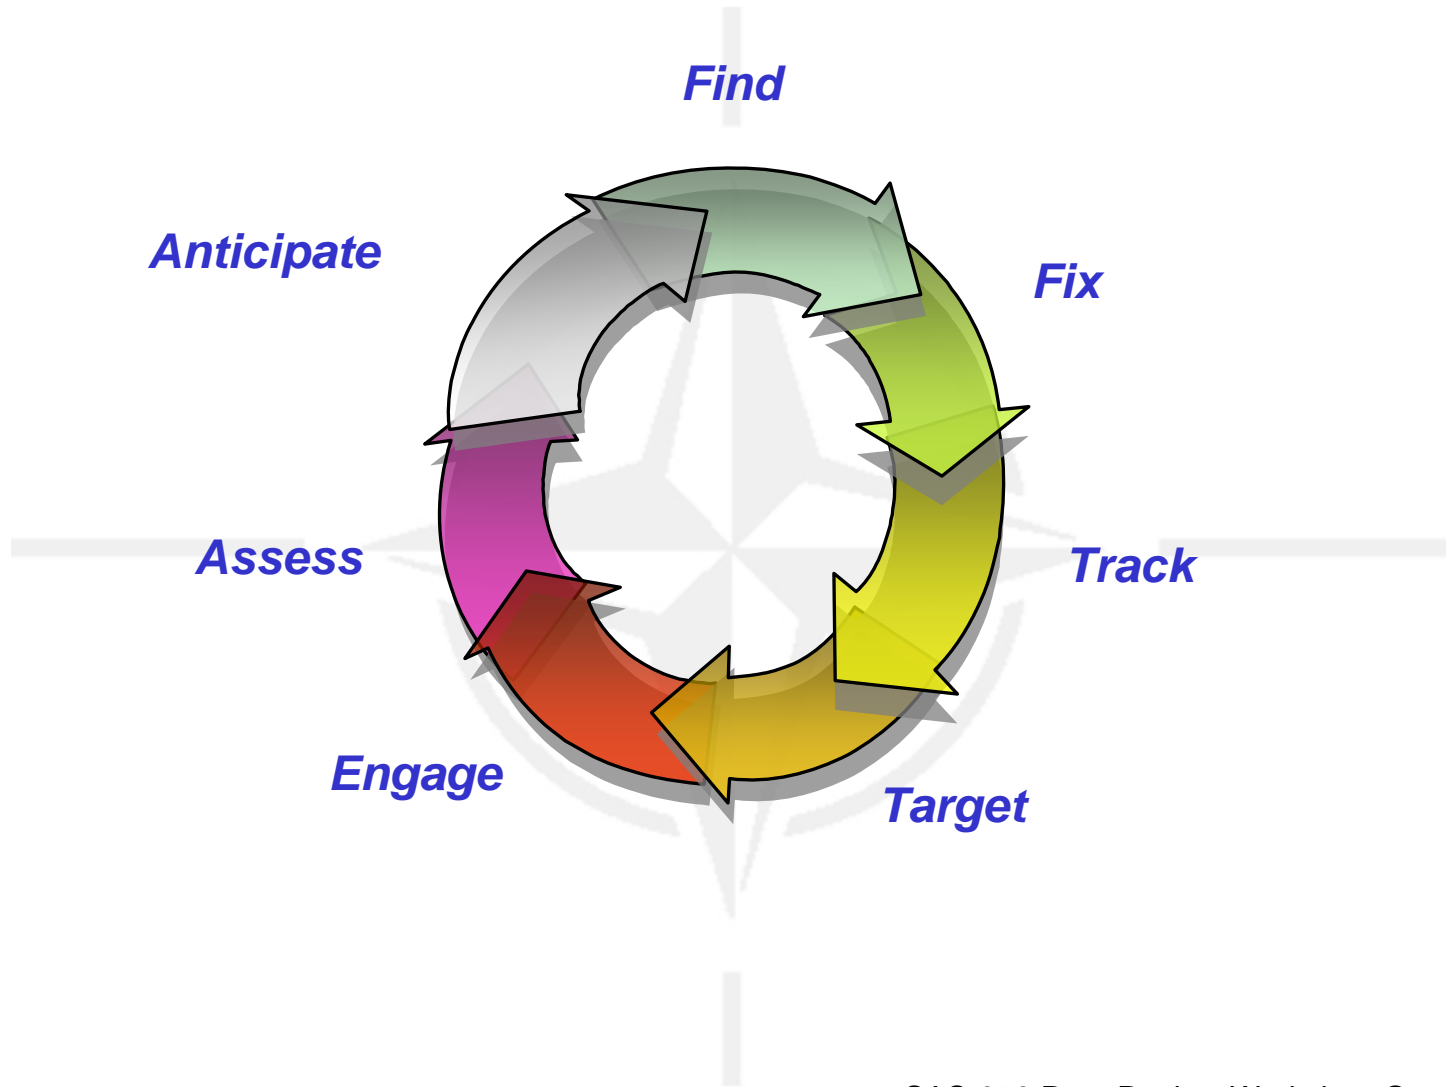 Find
Fix
Track
Target
Engage
Assess
Anticipate